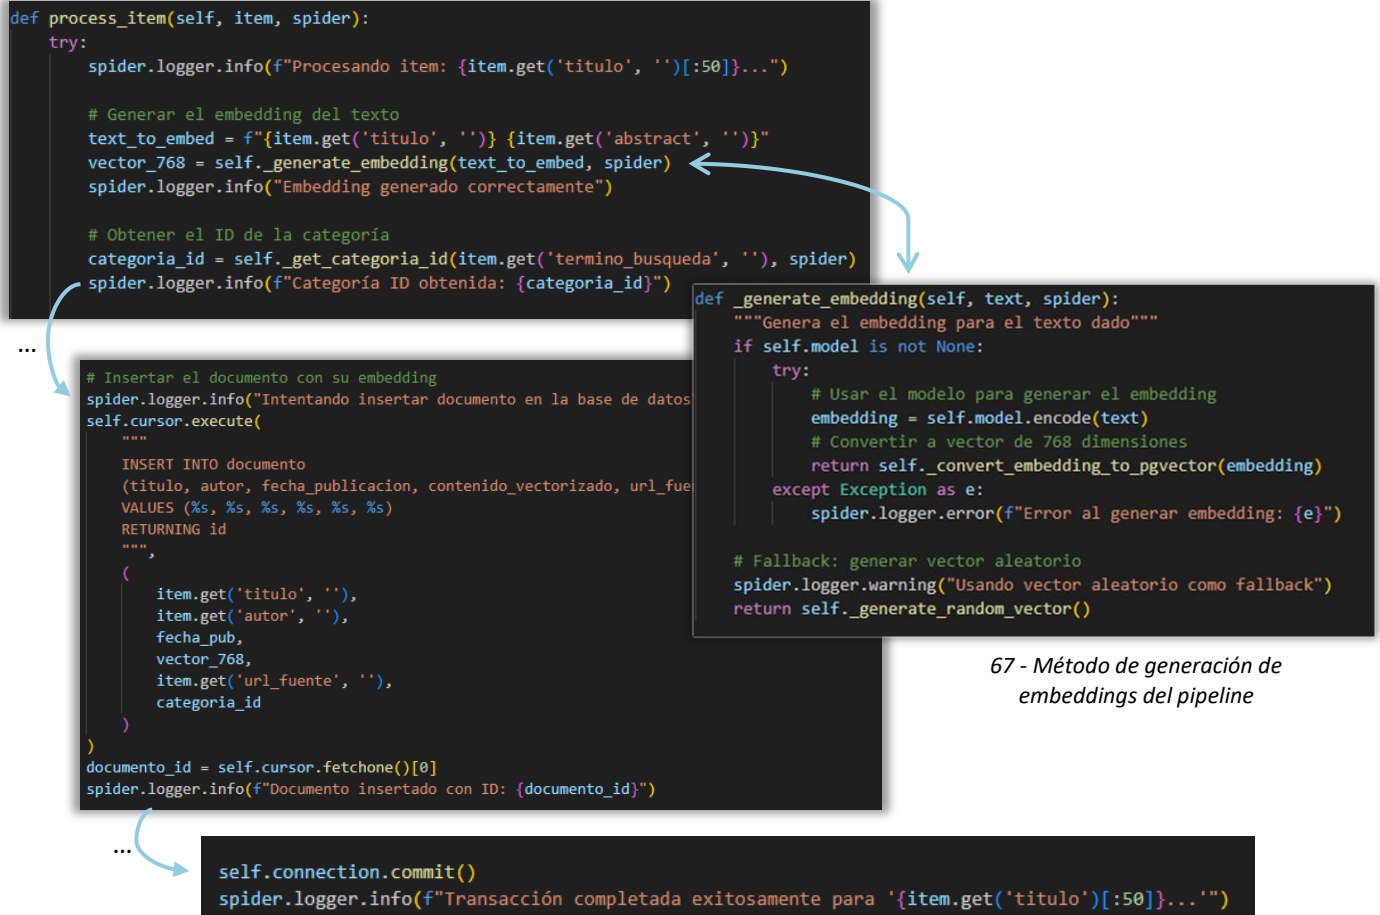 def process_item(self, item, spider):
    try:
        spider.logger.info(f"Procesando item: {item.get('titulo', '')[:50]}...")

        # Generar el embedding del texto
        text_to_embed = f"{item.get('titulo', '')} {item.get('abstract', '')}"
        vector_768 = self._generate_embedding(text_to_embed, spider)
        spider.logger.info("Embedding generado correctamente")

        # Obtener el ID de la categoría
        categoria_id = self._get_categoria_id(item.get('termino_busqueda', ''), spider)
        spider.logger.info(f"Categoría ID obtenida: {categoria_id}")
...
# Insertar el documento con su embedding
spider.logger.info("Intentando insertar documento en la base de datos
self.cursor.execute(
    """
    INSERT INTO documento
    (titulo, autor, fecha_publicacion, contenido_vectorizado, url_fue
    VALUES (%s, %s, %s, %s, %s, %s)
    RETURNING id
    """,
    (
        item.get('titulo', ''),
        item.get('autor', ''),
        fecha_pub,
        vector_768,
        item.get('url_fuente', ''),
        categoria_id
    )
)
documento_id = self.cursor.fetchone()[0]
spider.logger.info(f"Documento insertado con ID: {documento_id}")
def _generate_embedding(self, text, spider):
    """Genera el embedding para el texto dado"""
    if self.model is not None:
        try:
            # Usar el modelo para generar el embedding
            embedding = self.model.encode(text)
            # Convertir a vector de 768 dimensiones
            return self._convert_embedding_to_pgvector(embedding)
        except Exception as e:
            spider.logger.error(f"Error al generar embedding: {e}")

    # Fallback: generar vector aleatorio
    spider.logger.warning("Usando vector aleatorio como fallback")
    return self._generate_random_vector()
67 - Método de generación de
embeddings del pipeline
...
self.connection.commit()
spider.logger.info(f"Transacción completada exitosamente para '{item.get('titulo')[:50]}...'")